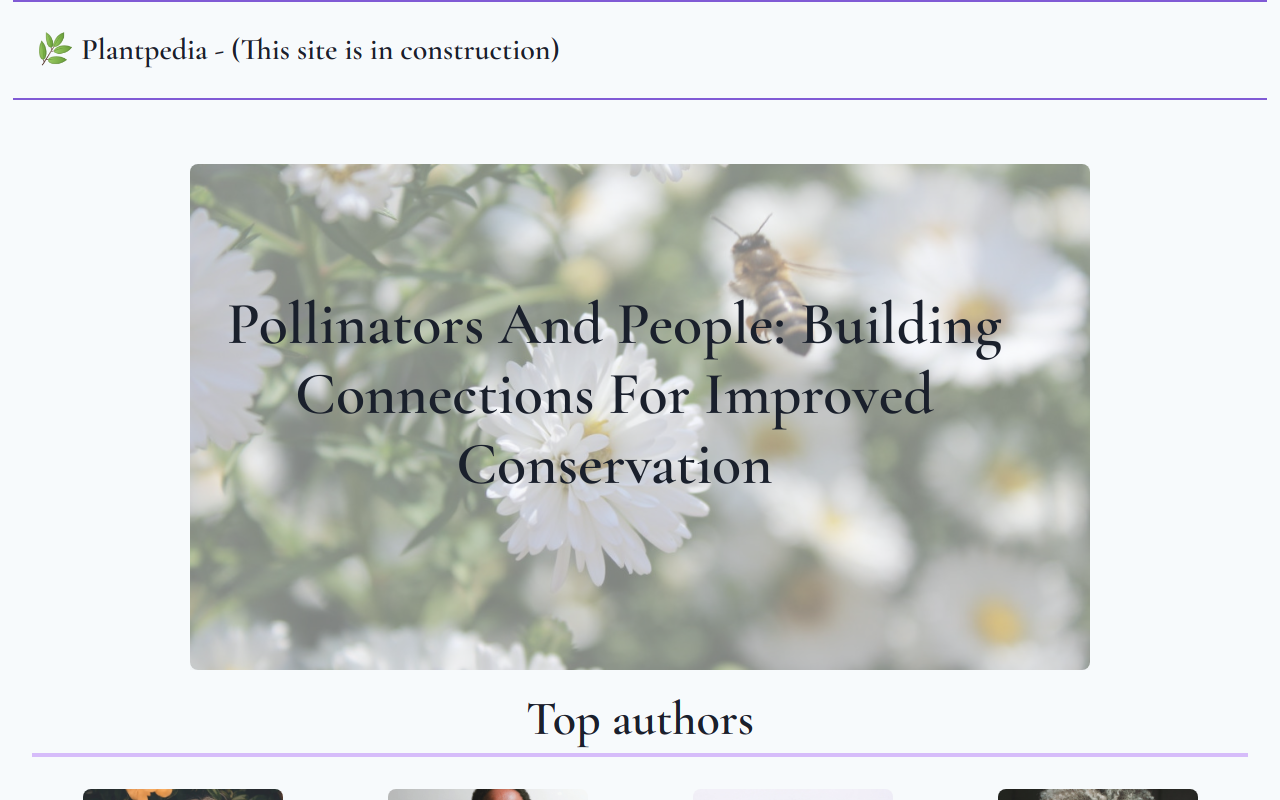 Plantpedia - (This site is in construction)
Pollinators And People: Building
Connections For Improved
Conservation
Top authors